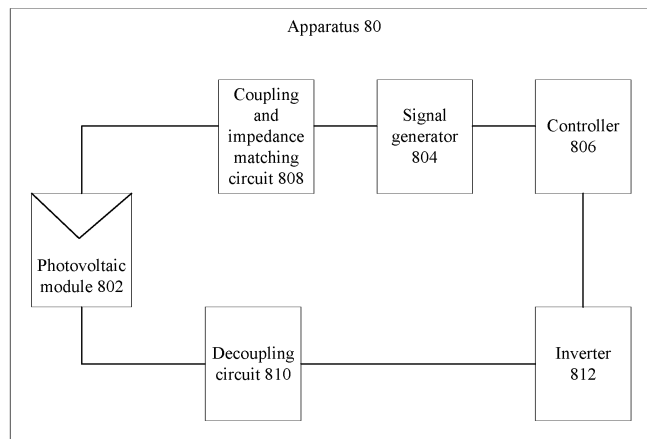 Apparatus 80
Coupling
and
impedance
matching
circuit 808
Signal
generator
804
Controller
806
Photovoltaic
module 802
Decoupling
circuit 810
Inverter
812